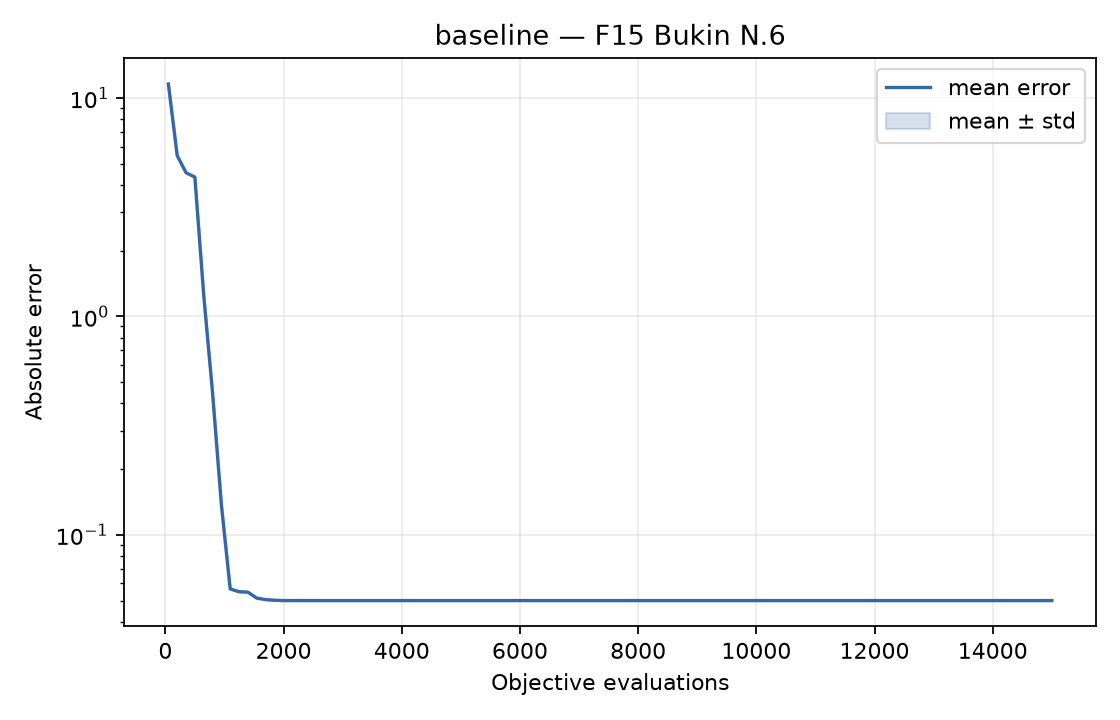 baseline — F15 Bukin N.6
mean error
mean ± std
Absolute error
10¹
10⁰
10⁻¹
0 2000 4000 6000 8000 10000 12000 14000
Objective evaluations